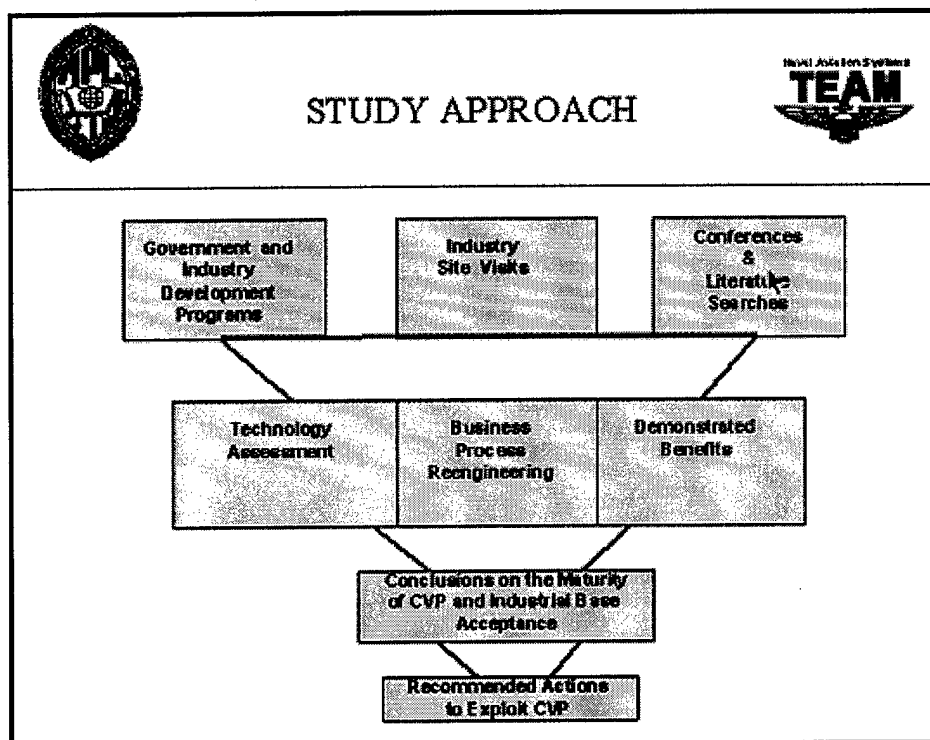 Naval Aviation Systems
TEAM
STUDY APPROACH
Government and
Industry
Development
Programs
Industry
Site Visits
Conferences
&
Literature
Searches
Technology
Assessment
Business
Process
Reengineering
Demonstrated
Benefits
Conclusions on the Maturity
of CVP and Industrial Base
Acceptance
Recommended Actions
to Exploit CVP